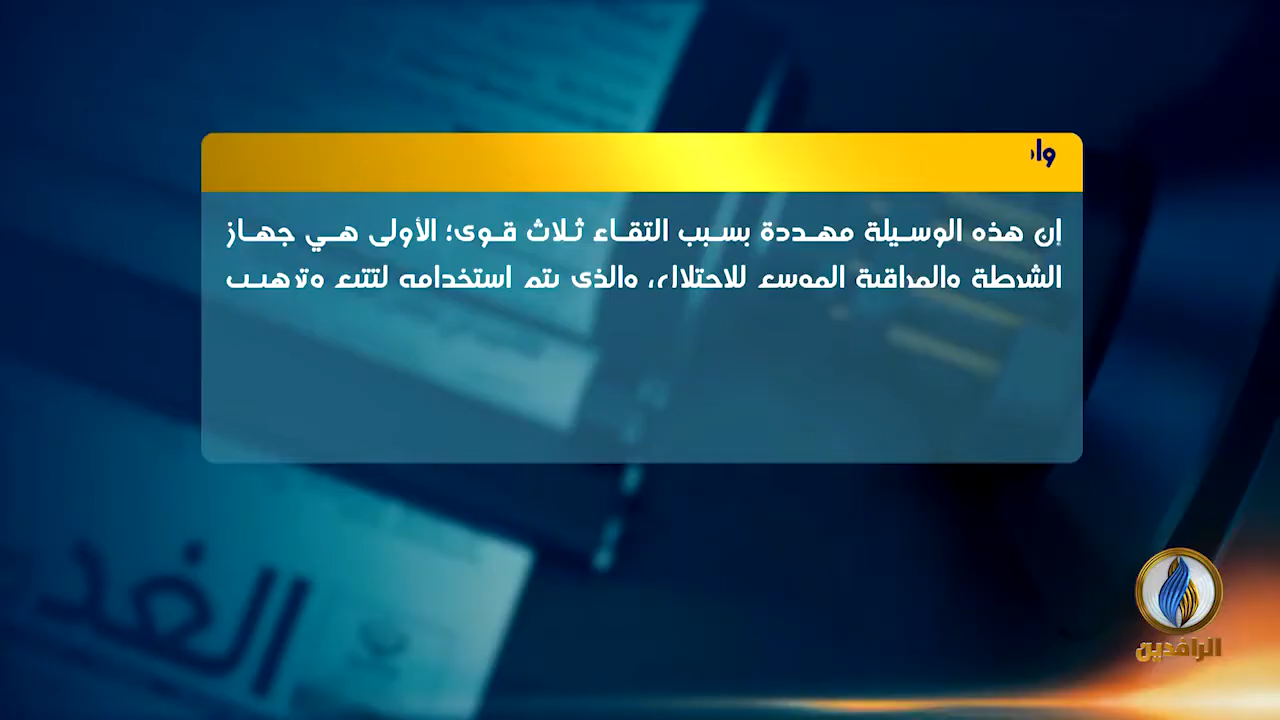 وا
إن هذه الوسيلة مهددة بسبب التقاء ثلاث قوى؛ الأولى هي جهاز
الشرطة والمراقبة الموسع للاحتلال، والذي يتم استخدامه لتتبع وترهيب
الغد
الرافدين